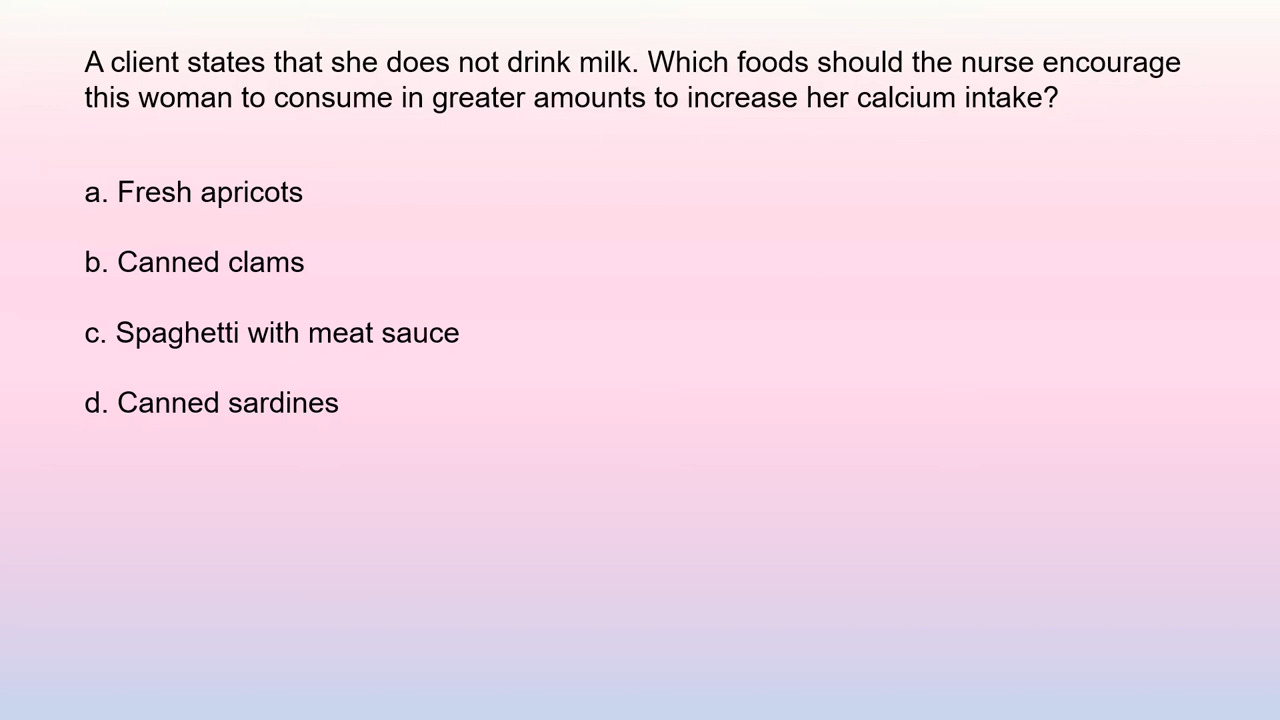 A client states that she does not drink milk. Which foods should the nurse encourage
this woman to consume in greater amounts to increase her calcium intake?
a. Fresh apricots
b. Canned clams
c. Spaghetti with meat sauce
d. Canned sardines